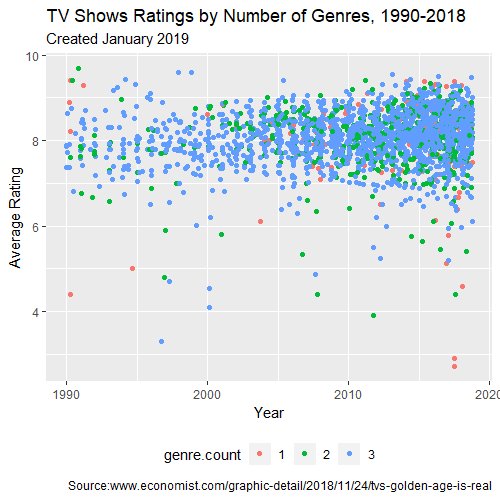 TV Shows Ratings by Number of Genres, 1990-2018
Created January 2019
10
8
6
4
Average Rating
1990 2000 2010 2020
Year
genre.count 1 2 3
Source:www.economist.com/graphic-detail/2018/11/24/tvs-golden-age-is-real